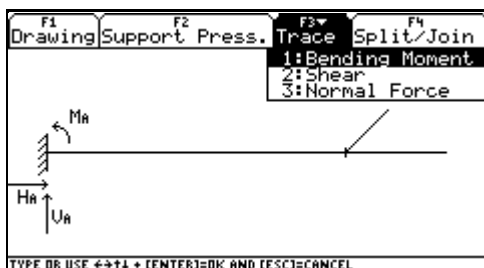 F1 F2 F3▾ F4
Drawing Support Press. Trace Split/Join
1:Bending Moment
2:Shear
3:Normal Force
MA
HA
VA
TYPE OR USE ←→↑↓ + [ENTER]=OK AND [ESC]=CANCEL